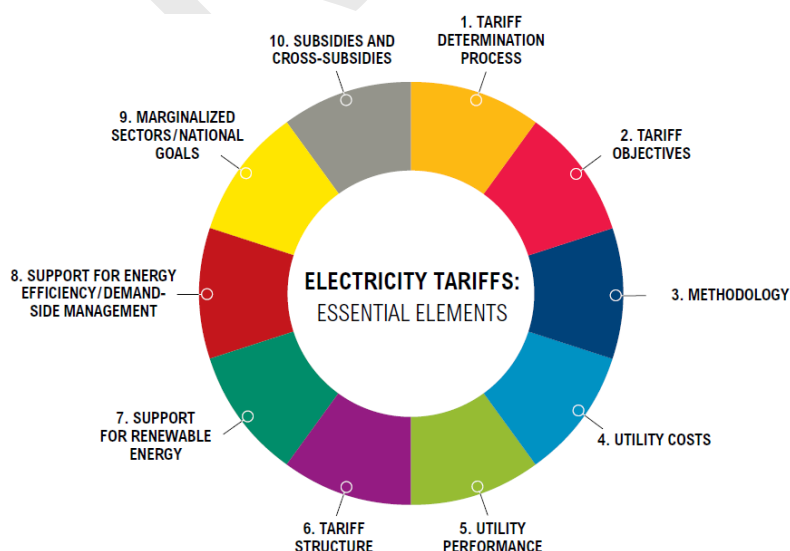 1. TARIFF
DETERMINATION
PROCESS
2. TARIFF
OBJECTIVES
3. METHODOLOGY
4. UTILITY COSTS
5. UTILITY
PERFORMANCE
6. TARIFF
STRUCTURE
7. SUPPORT
FOR RENEWABLE
ENERGY
8. SUPPORT FOR ENERGY
EFFICIENCY/DEMAND-
SIDE MANAGEMENT
9. MARGINALIZED
SECTORS/NATIONAL
GOALS
10. SUBSIDIES AND
CROSS-SUBSIDIES
ELECTRICITY TARIFFS:
ESSENTIAL ELEMENTS